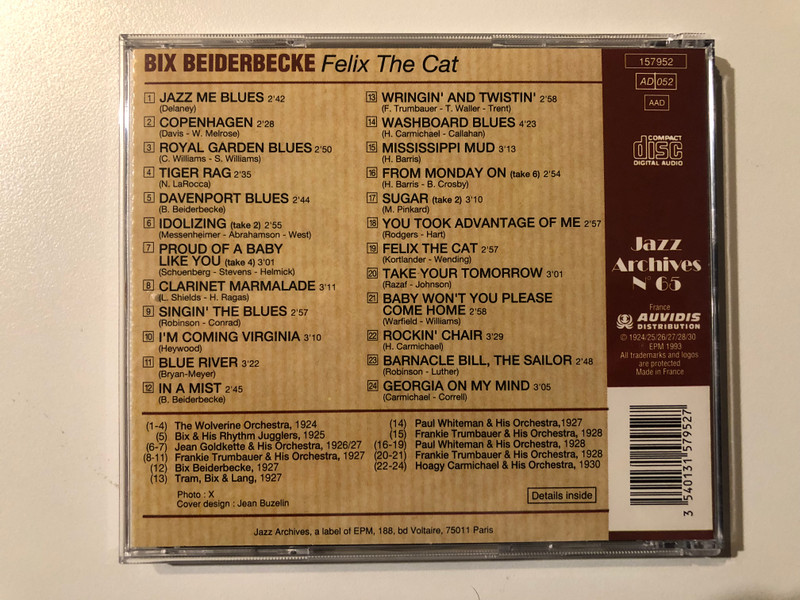 BIX BEIDERBECKE Felix The Cat
1 JAZZ ME BLUES 2'42
(Delaney)
2 COPENHAGEN 2'28
(Davis - W. Melrose)
3 ROYAL GARDEN BLUES 2'50
(C. Williams - S. Williams)
4 TIGER RAG 2'35
(N. LaRocca)
5 DAVENPORT BLUES 2'44
(B. Beiderbecke)
6 IDOLIZING (take 2) 2'55
(Messenheimer - Abrahamson - West)
7 PROUD OF A BABY
LIKE YOU (take 4) 3'01
(Schuenberg - Stevens - Helmick)
8 CLARINET MARMALADE 3'11
(L. Shields - H. Ragas)
9 SINGIN' THE BLUES 2'57
(Robinson - Conrad)
10 I'M COMING VIRGINIA 3'10
(Heywood)
11 BLUE RIVER 3'22
(Bryan-Meyer)
12 IN A MIST 2'45
(B. Beiderbecke)
13 WRINGIN' AND TWISTIN' 2'58
(F. Trumbauer - T. Waller - Trent)
14 WASHBOARD BLUES 4'23
(H. Carmichael - Callahan)
15 MISSISSIPPI MUD 3'13
(H. Barris)
16 FROM MONDAY ON (take 6) 2'54
(H. Barris - B. Crosby)
17 SUGAR (take 2) 3'10
(M. Pinkard)
18 YOU TOOK ADVANTAGE OF ME 2'57
(Rodgers - Hart)
19 FELIX THE CAT 2'57
(Kortlander - Wending)
20 TAKE YOUR TOMORROW 3'01
(Razaf - Johnson)
21 BABY WON'T YOU PLEASE
COME HOME 2'58
(Warfield - Williams)
22 ROCKIN' CHAIR 3'29
(H. Carmichael)
23 BARNACLE BILL, THE SAILOR 2'48
(Robinson - Luther)
24 GEORGIA ON MY MIND 3'05
(Carmichael - Correll)
(1-4) The Wolverine Orchestra, 1924
(5) Bix & His Rhythm Jugglers, 1925
(6-7) Jean Goldkette & His Orchestra, 1926/27
(8-11) Frankie Trumbauer & His Orchestra, 1927
(12) Bix Beiderbecke, 1927
(13) Tram, Bix & Lang, 1927
(14) Paul Whiteman & His Orchestra,1927
(15) Frankie Trumbauer & His Orchestra, 1928
(16-19) Paul Whiteman & His Orchestra, 1928
(20-21) Frankie Trumbauer & His Orchestra, 1928
(22-24) Hoagy Carmichael & His Orchestra, 1930
Photo : X
Cover design : Jean Buzelin
Details inside
Jazz Archives, a label of EPM, 188, bd Voltaire, 75011 Paris
157952
AD 052
AAD
COMPACT
disc
DIGITAL AUDIO
Jazz
Archives
N° 65
France
AUVIDIS
DISTRIBUTION
© 1924/25/26/27/28/30
EPM 1993
All trademarks and logos
are protected
Made in France
3 540131 579527